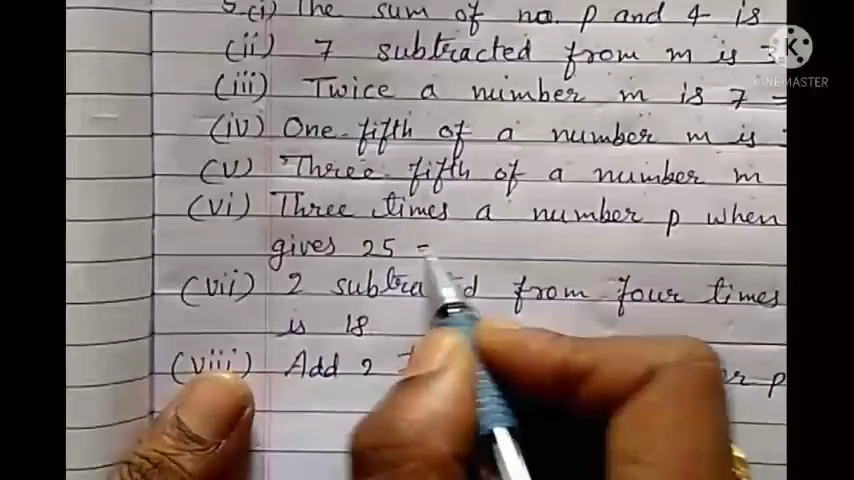 5 (i) The sum of no. p and 4 is
(ii) 7 subtracted from m is
(iii) Twice a number m is 7 =
(iv) One-fifth of a number m is
(v) Three fifth of a number m
(vi) Three times a number p when
gives 25 =
(vii) 2 subtracted from four times
is 18
(viii) Add 2 p
K
KINEMASTER